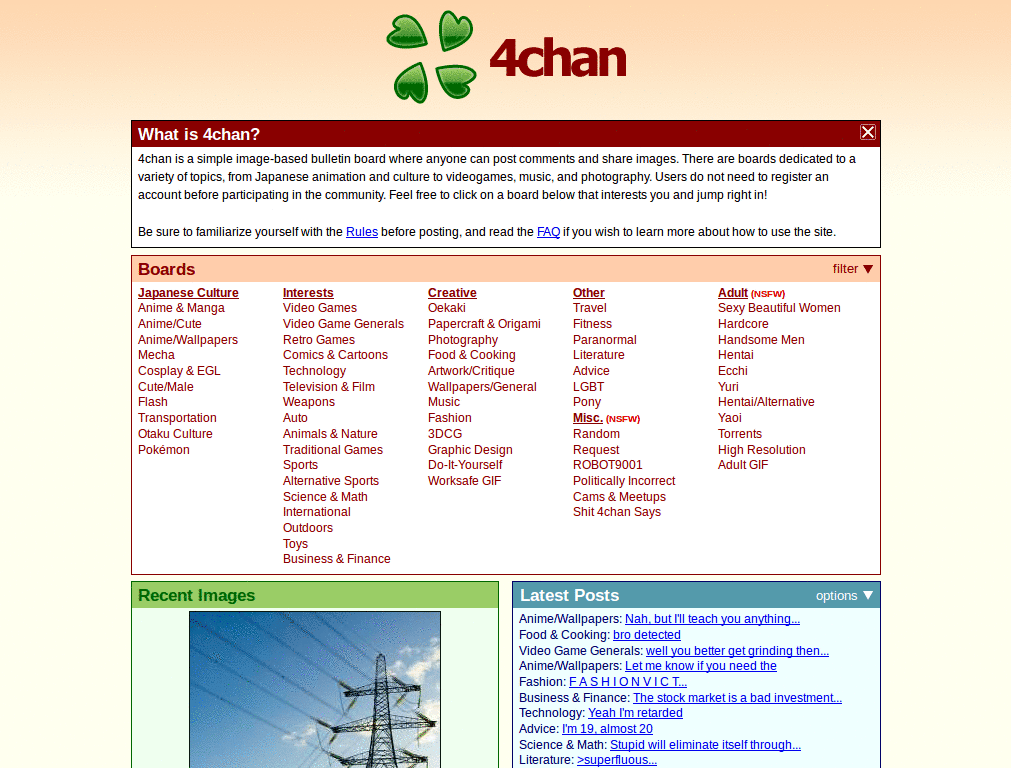 4chan
What is 4chan?
4chan is a simple image-based bulletin board where anyone can post comments and share images. There are boards dedicated to a
variety of topics, from Japanese animation and culture to videogames, music, and photography. Users do not need to register an
account before participating in the community. Feel free to click on a board below that interests you and jump right in!
Be sure to familiarize yourself with the Rules before posting, and read the FAQ if you wish to learn more about how to use the site.
Boards
filter ▼
Japanese Culture
Anime & Manga
Anime/Cute
Anime/Wallpapers
Mecha
Cosplay & EGL
Cute/Male
Flash
Transportation
Otaku Culture
Pokémon
Interests
Video Games
Video Game Generals
Retro Games
Comics & Cartoons
Technology
Television & Film
Weapons
Auto
Animals & Nature
Traditional Games
Sports
Alternative Sports
Science & Math
International
Outdoors
Toys
Business & Finance
Creative
Oekaki
Papercraft & Origami
Photography
Food & Cooking
Artwork/Critique
Wallpapers/General
Music
Fashion
3DCG
Graphic Design
Do-It-Yourself
Worksafe GIF
Other
Travel
Fitness
Paranormal
Literature
Advice
LGBT
Pony
Misc. (NSFW)
Random
Request
ROBOT9001
Politically Incorrect
Cams & Meetups
Shit 4chan Says
Adult (NSFW)
Sexy Beautiful Women
Hardcore
Handsome Men
Hentai
Ecchi
Yuri
Hentai/Alternative
Yaoi
Torrents
High Resolution
Adult GIF
Recent Images
Latest Posts
options ▼
Anime/Wallpapers: Nah, but I'll teach you anything...
Food & Cooking: bro detected
Video Game Generals: well you better get grinding then...
Anime/Wallpapers: Let me know if you need the
Fashion: F A S H I O N V I C T...
Business & Finance: The stock market is a bad investment...
Technology: Yeah I'm retarded
Advice: I'm 19, almost 20
Science & Math: Stupid will eliminate itself through...
Literature: >superfluous...